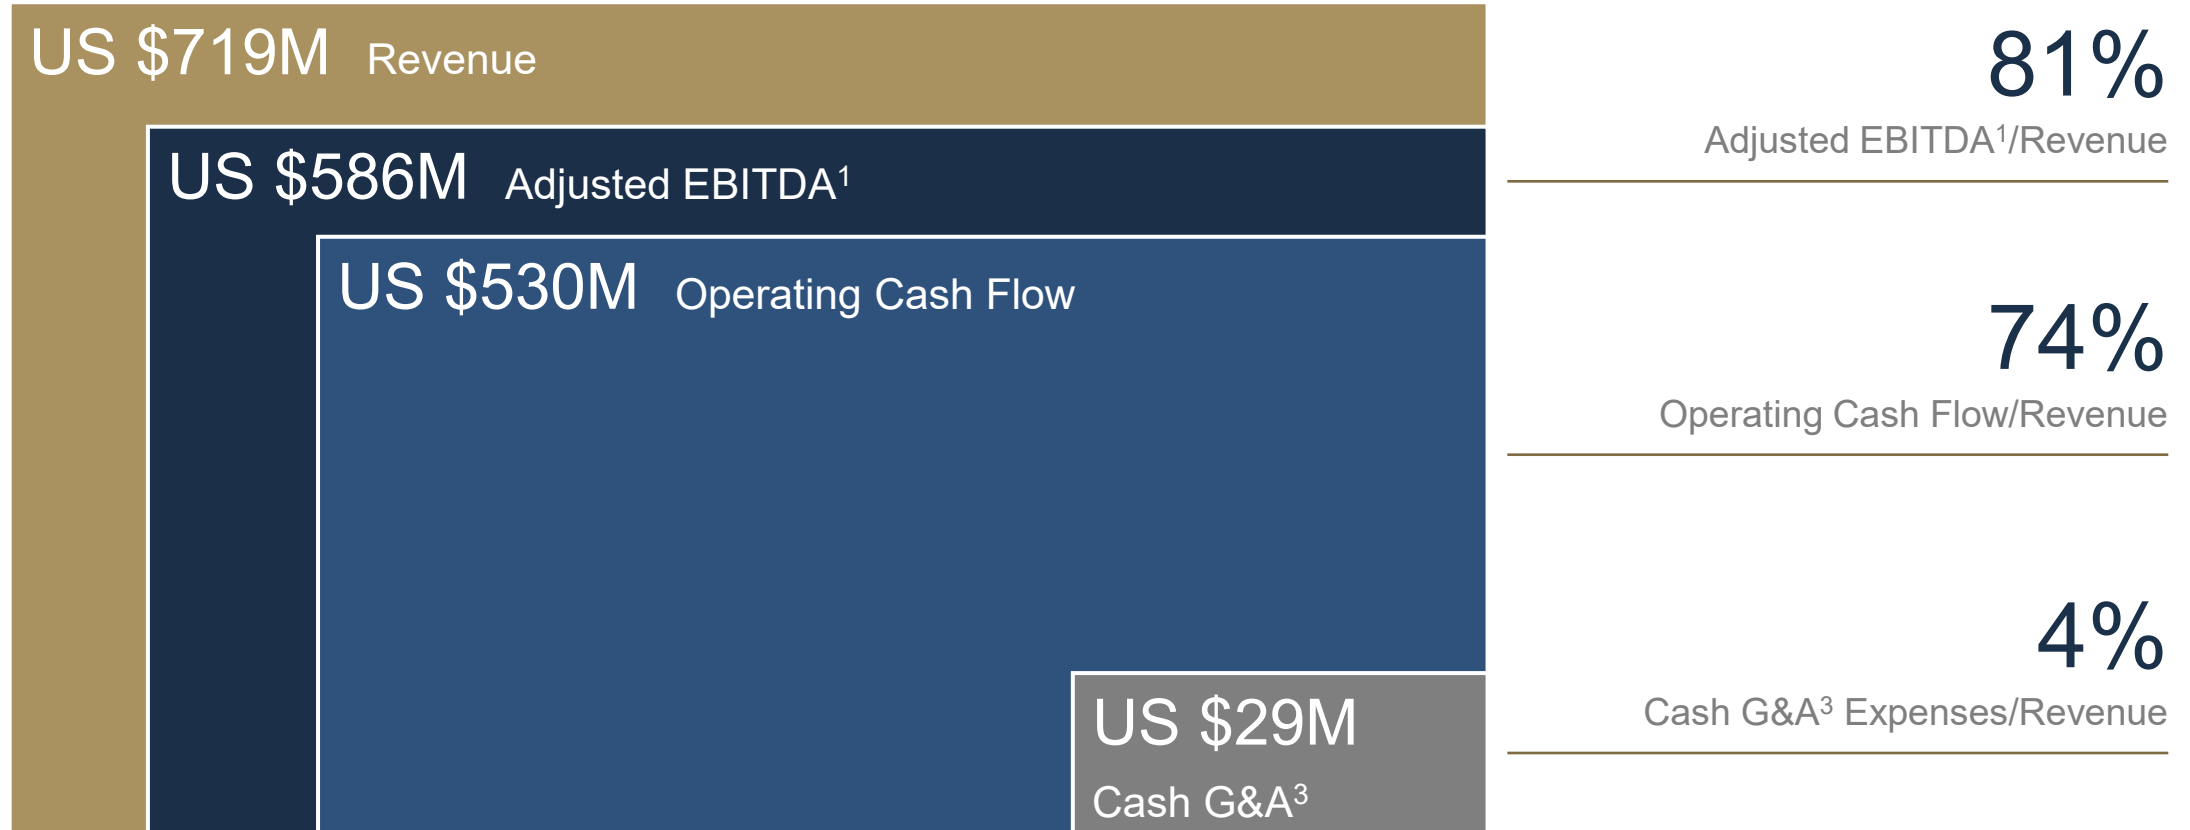 US $719M Revenue
US $586M Adjusted EBITDA¹
US $530M Operating Cash Flow
US $29M
Cash G&A³
81%
Adjusted EBITDA¹/Revenue
74%
Operating Cash Flow/Revenue
4%
Cash G&A³ Expenses/Revenue